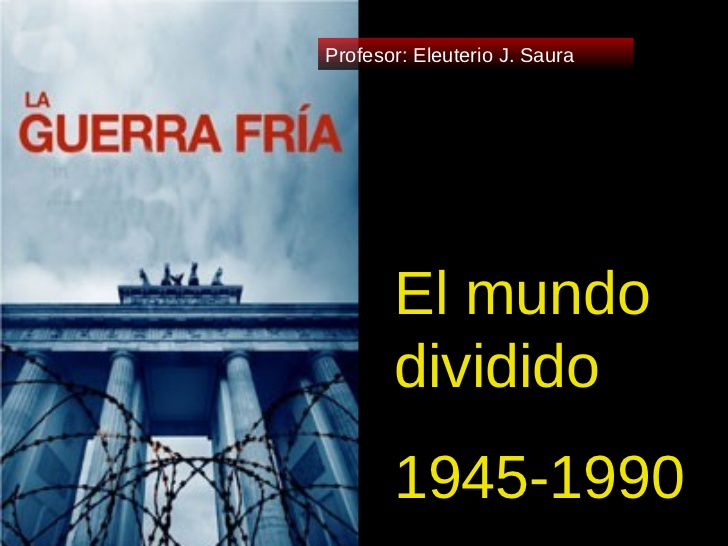 Profesor: Eleuterio J. Saura
LA
GUERRA FRÍA
El mundo
dividido
1945-1990